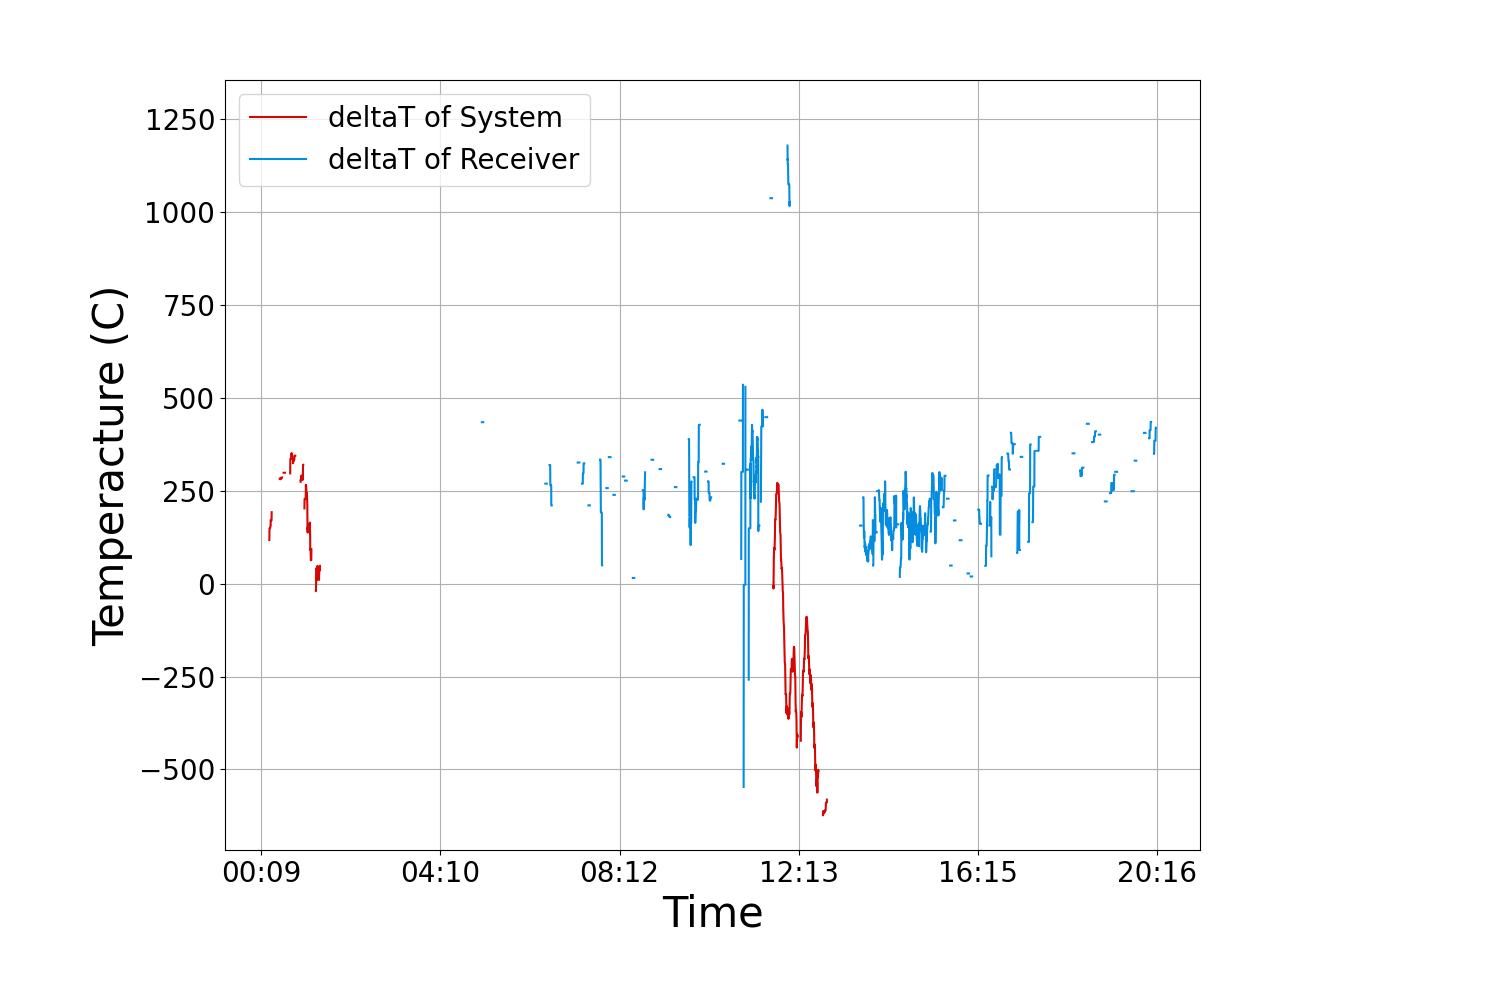 deltaT of System
deltaT of Receiver
Temperacture (C)
1250
1000
750
500
250
0
−250
−500
00:09 04:10 08:12 12:13 16:15 20:16
Time